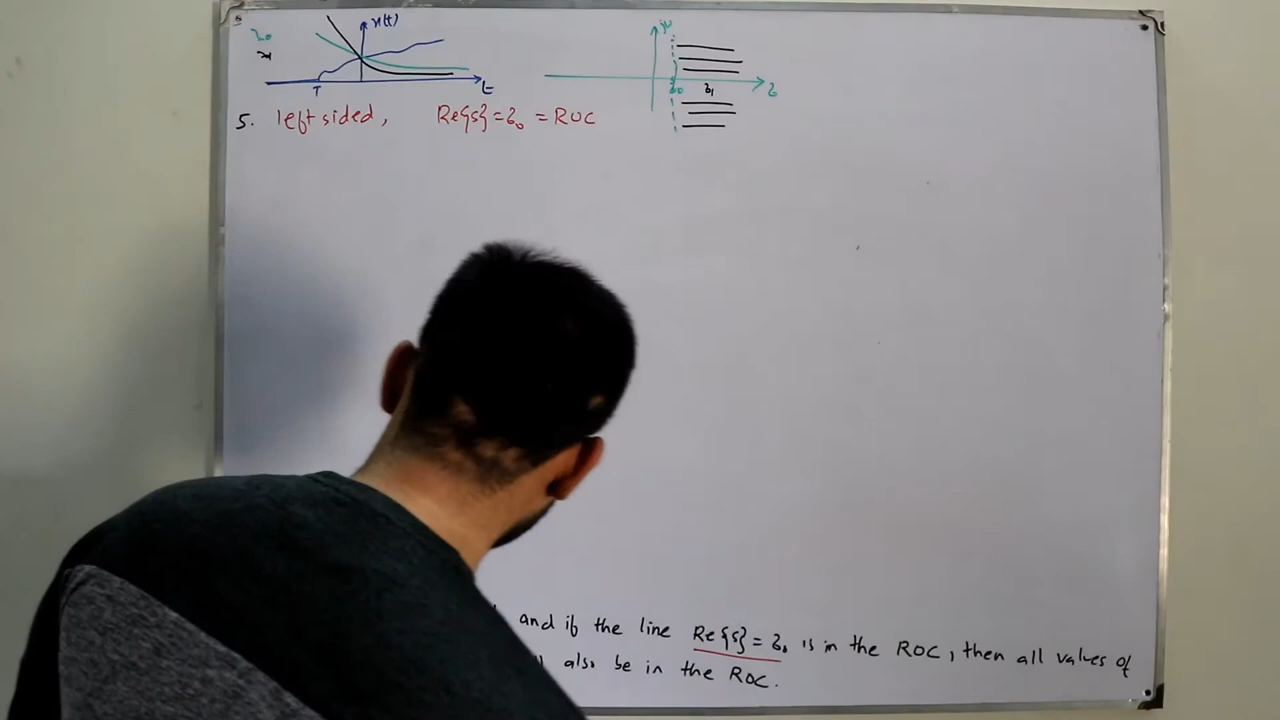 x(t)
jω
T
t
σ₀
σ₁
σ
5. left sided, Re{s} = σ₀ = ROC
and if the line Re{s} = σ₀ is in the ROC, then all values of
also be in the ROC.